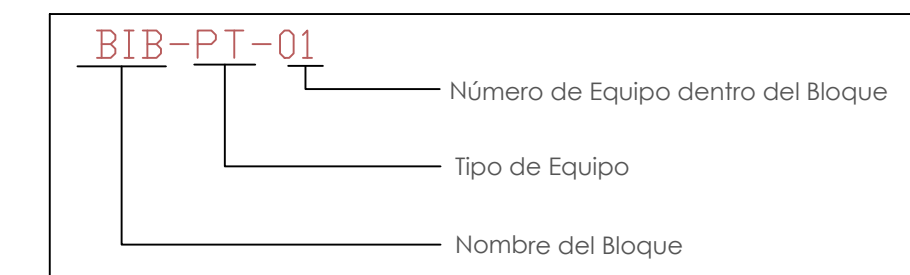 BIB-PT-01
Número de Equipo dentro del Bloque
Tipo de Equipo
Nombre del Bloque